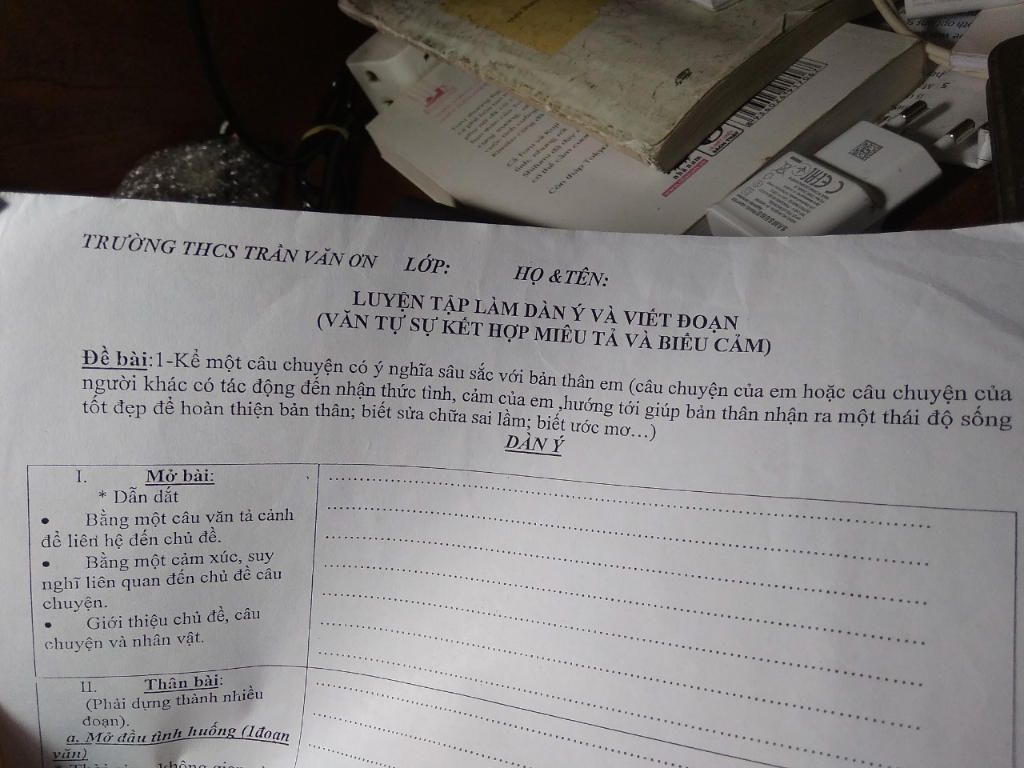 TRƯỜNG THCS TRẦN VĂN ƠN LỚP: HỌ &TÊN:
LUYỆN TẬP LÀM DÀN Ý VÀ VIẾT ĐOẠN
(VĂN TỰ SỰ KẾT HỢP MIÊU TẢ VÀ BIỂU CẢM)
Đề bài:1-Kể một câu chuyện có ý nghĩa sâu sắc với bản thân em (câu chuyện của em hoặc câu chuyện của
người khác có tác động đến nhận thức tình, cảm của em ,hướng tới giúp bản thân nhận ra một thái độ sống
tốt đẹp để hoàn thiện bản thân; biết sửa chữa sai lầm; biết ước mơ…)
DÀN Ý
I. Mở bài:
* Dẫn dắt
• Bằng một câu văn tả cảnh
để liên hệ đến chủ đề.
• Bằng một cảm xúc, suy
nghĩ liên quan đến chủ đề câu
chuyện.
• Giới thiệu chủ đề, câu
chuyện và nhân vật.
II. Thân bài:
(Phải dựng thành nhiều
đoạn).
a. Mở đầu tình huống (1đoạn
văn)